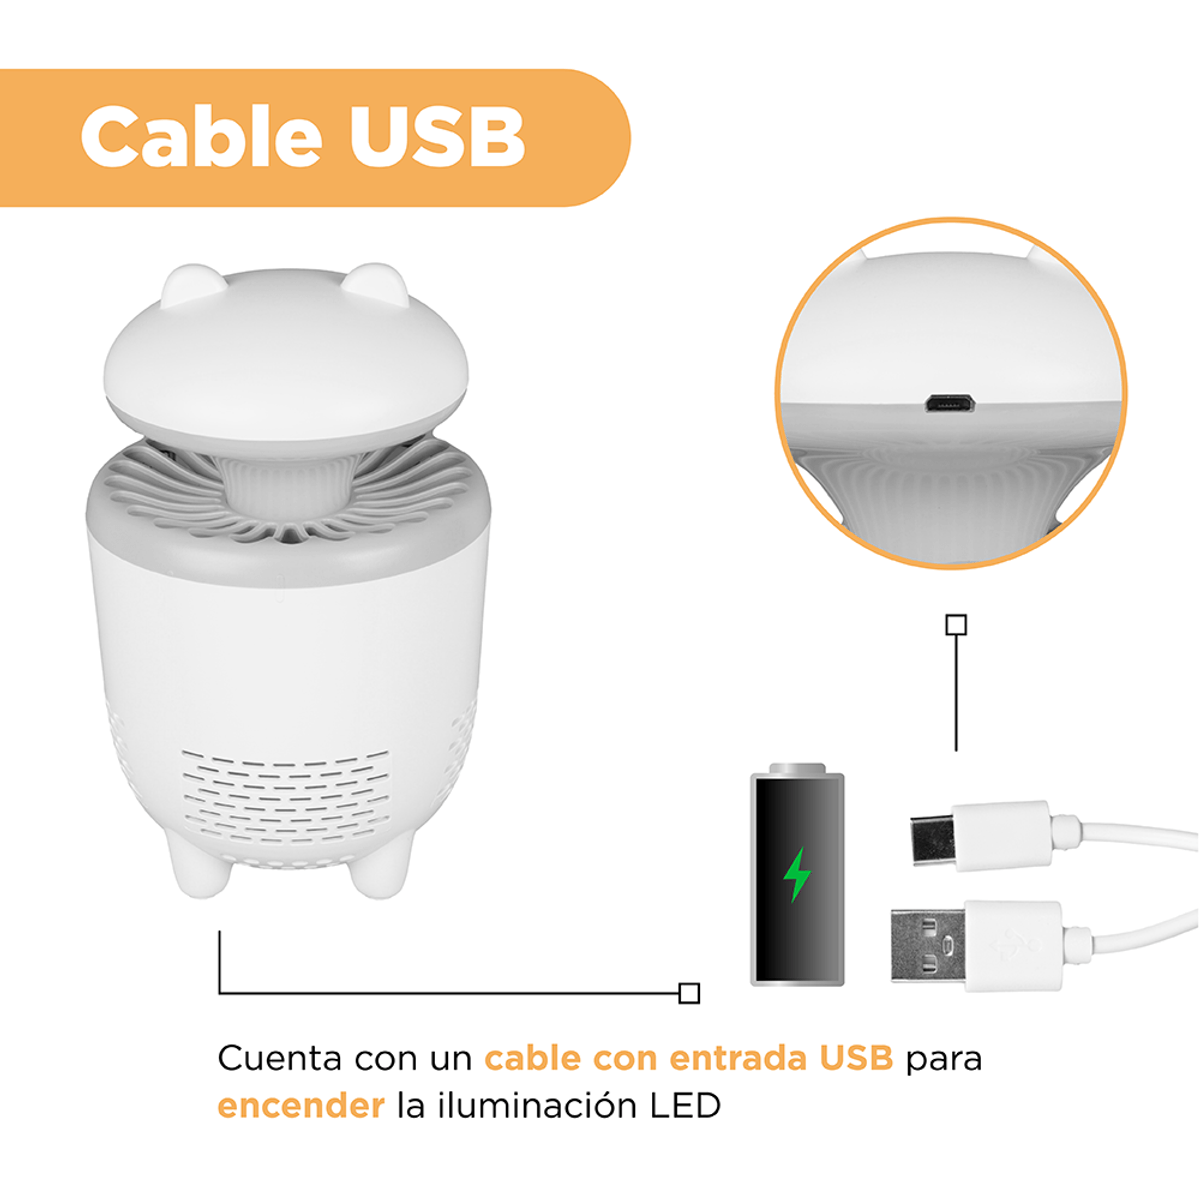 Cable USB
Cuenta con un cable con entrada USB para
encender la iluminación LED